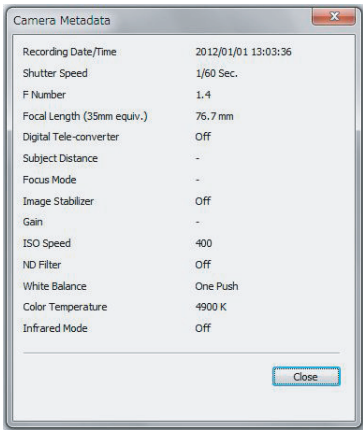 Camera Metadata
Recording Date/Time 2012/01/01 13:03:36
Shutter Speed 1/60 Sec.
F Number 1.4
Focal Length (35mm equiv.) 76.7 mm
Digital Tele-converter Off
Subject Distance -
Focus Mode -
Image Stabilizer Off
Gain -
ISO Speed 400
ND Filter Off
White Balance One Push
Color Temperature 4900 K
Infrared Mode Off
Close